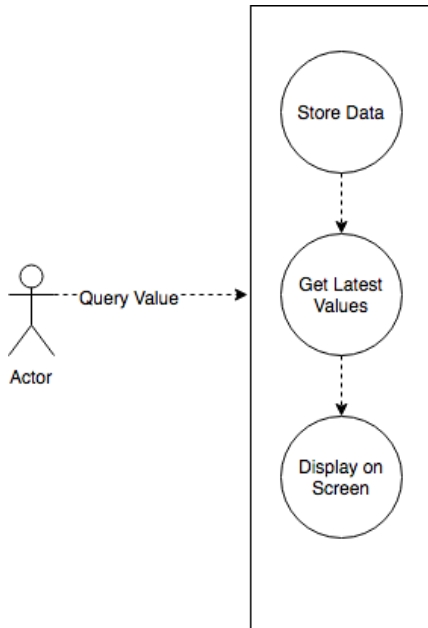 Store Data
Query Value
Get Latest
Values
Actor
Display on
Screen